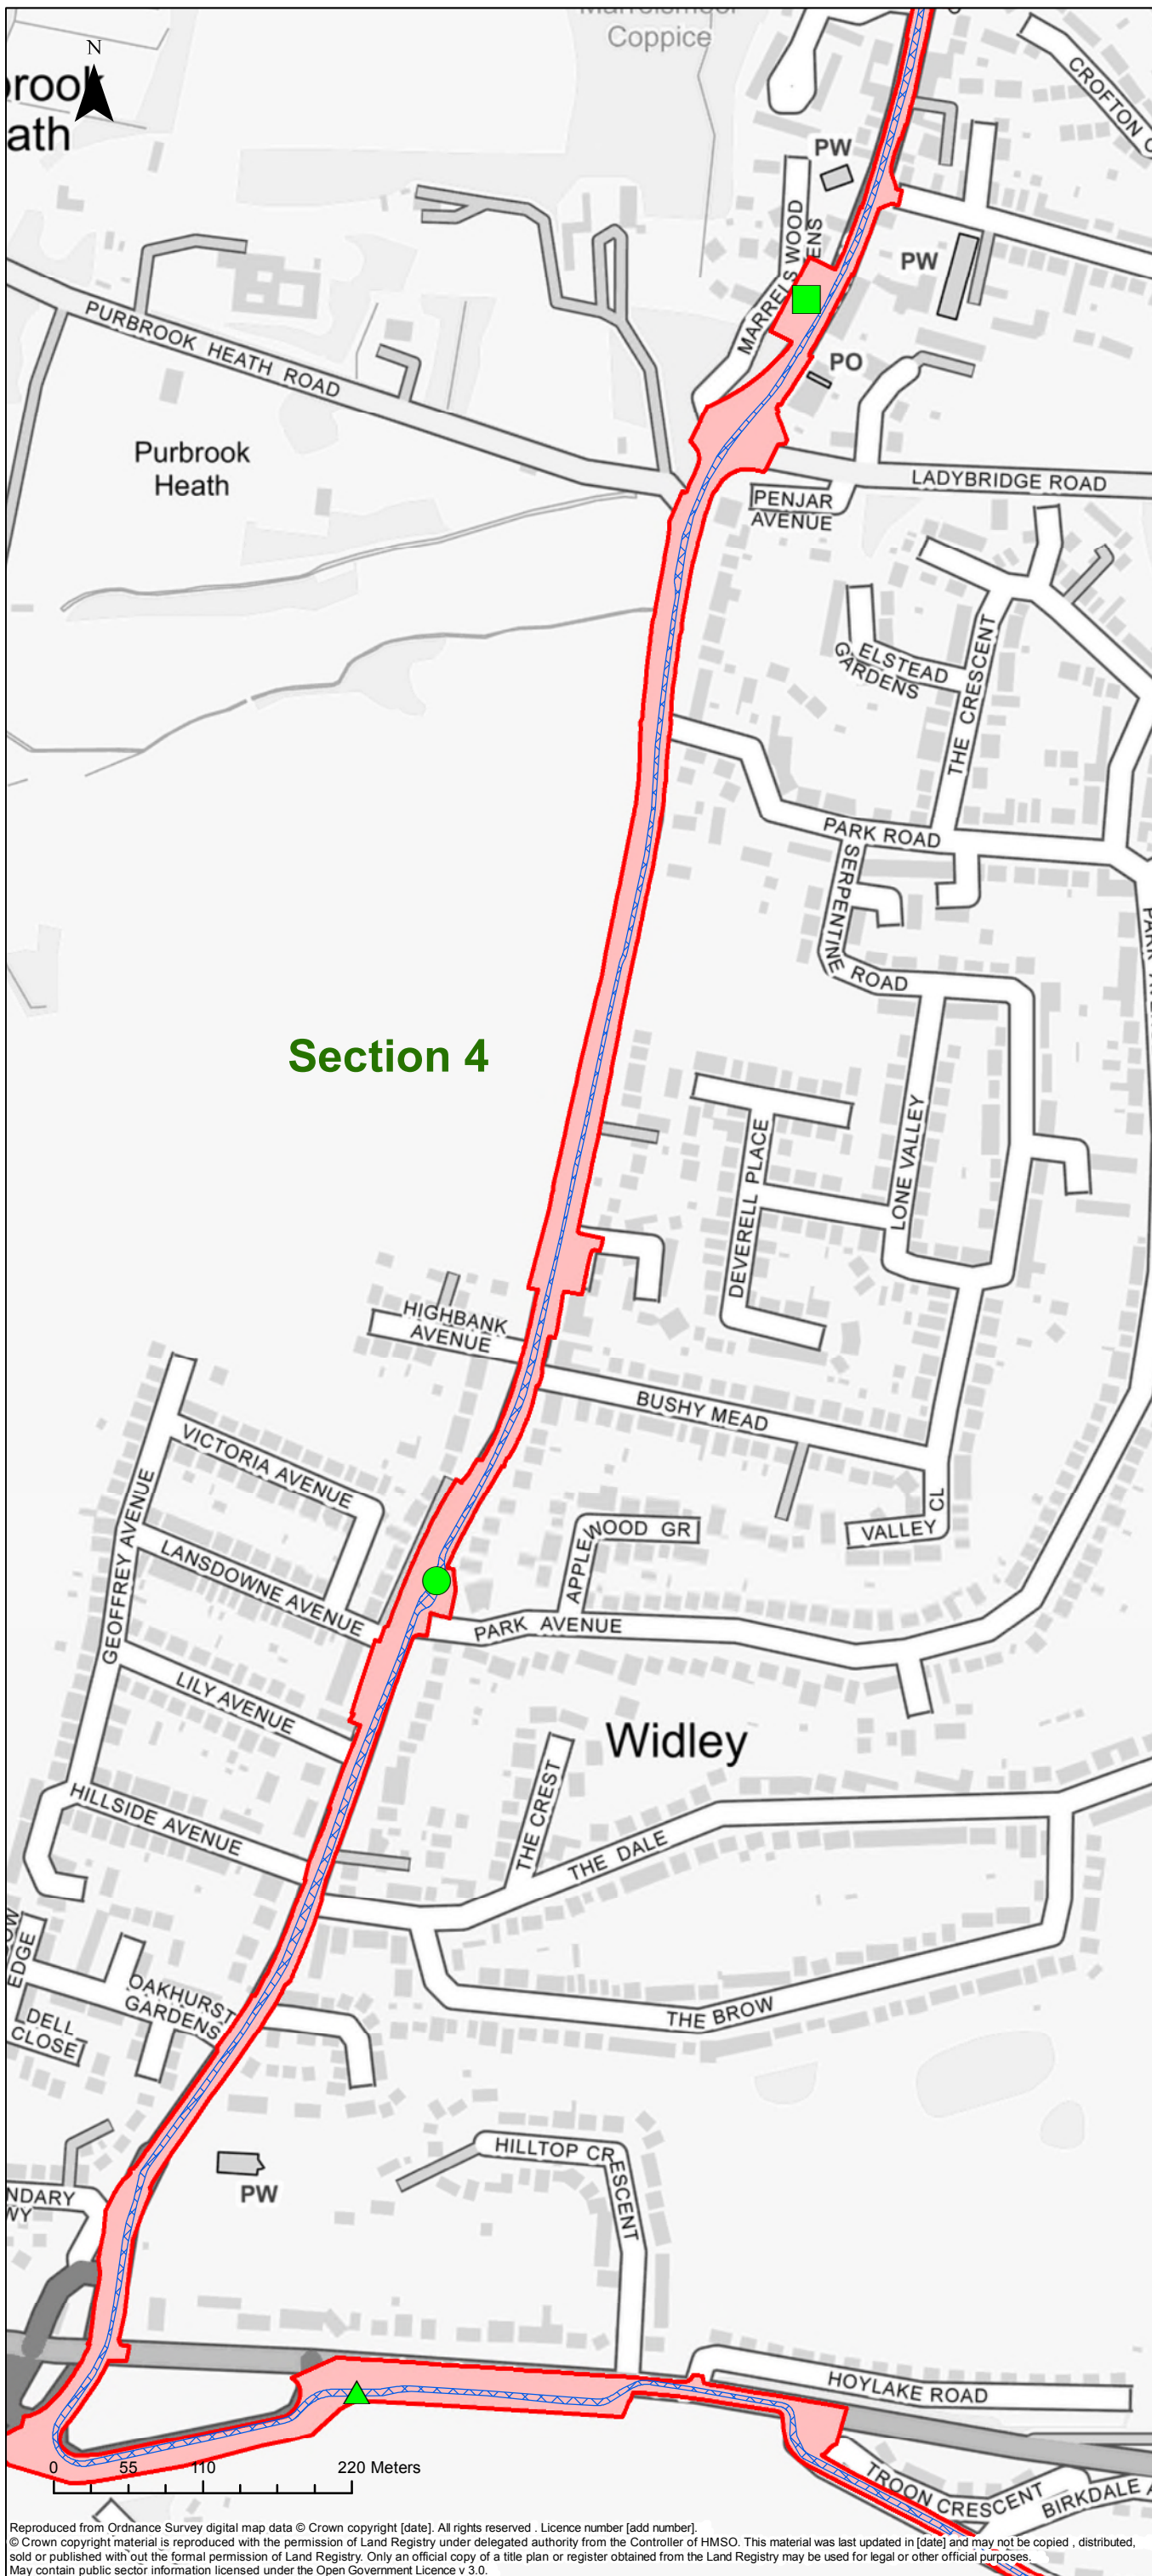 Coppice
N
CROFTON
PW
MARRELS WOOD
ENS
PW
PURBROOK HEATH ROAD
PO
Purbrook
Heath
LADYBRIDGE ROAD
PENJAR
AVENUE
ELSTEAD
GARDENS
THE CRESCENT
PARK ROAD
SERPENTINE ROAD
Section 4
LONE VALLEY
DEVERELL PLACE
HIGHBANK
AVENUE
BUSHY MEAD
VICTORIA AVENUE
GEOFFREY AVENUE
VALLEY CL
APPLEWOOD GR
LANSDOWNE AVENUE
PARK AVENUE
LILY AVENUE
Widley
HILLSIDE AVENUE
THE CREST
THE DALE
EDGE
OAKHURST
GARDENS
THE BROW
DELL
CLOSE
HILLTOP CRESCENT
PW
NDARY
WY
HOYLAKE ROAD
TROON CRESCENT
BIRKDALE A
0 55 110 220 Meters
Reproduced from Ordnance Survey digital map data © Crown copyright [date]. All rights reserved . Licence number [add number].
© Crown copyright material is reproduced with the permission of Land Registry under delegated authority from the Controller of HMSO. This material was last updated in [date] and may not be copied , distributed,
sold or published with out the formal permission of Land Registry. Only an official copy of a title plan or register obtained from the Land Registry may be used for legal or other official purposes.
May contain public sector information licensed under the Open Government Licence v 3.0.